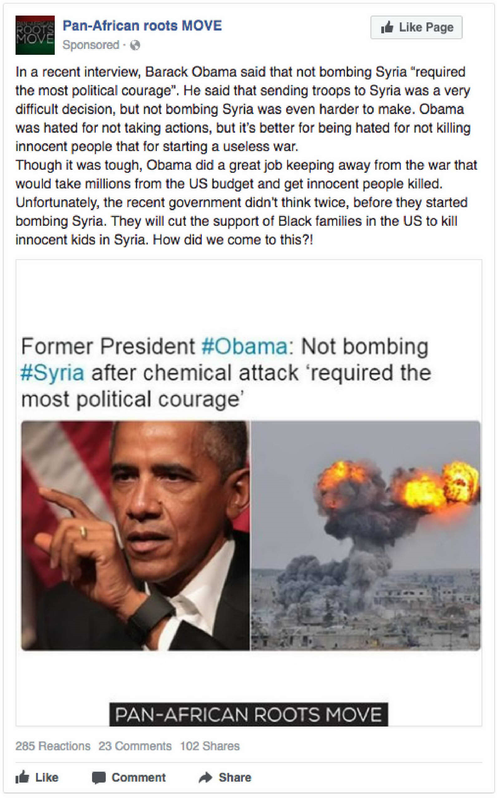 ROOTS
MOVE
Pan-African roots MOVE
Sponsored ·
Like Page
In a recent interview, Barack Obama said that not bombing Syria "required
the most political courage". He said that sending troops to Syria was a very
difficult decision, but not bombing Syria was even harder to make. Obama
was hated for not taking actions, but it's better for being hated for not killing
innocent people that for starting a useless war.
Though it was tough, Obama did a great job keeping away from the war that
would take millions from the US budget and get innocent people killed.
Unfortunately, the recent government didn't think twice, before they started
bombing Syria. They will cut the support of Black families in the US to kill
innocent kids in Syria. How did we come to this?!
Former President #Obama: Not bombing
#Syria after chemical attack 'required the
most political courage'
PAN-AFRICAN ROOTS MOVE
285 Reactions 23 Comments 102 Shares
Like Comment Share